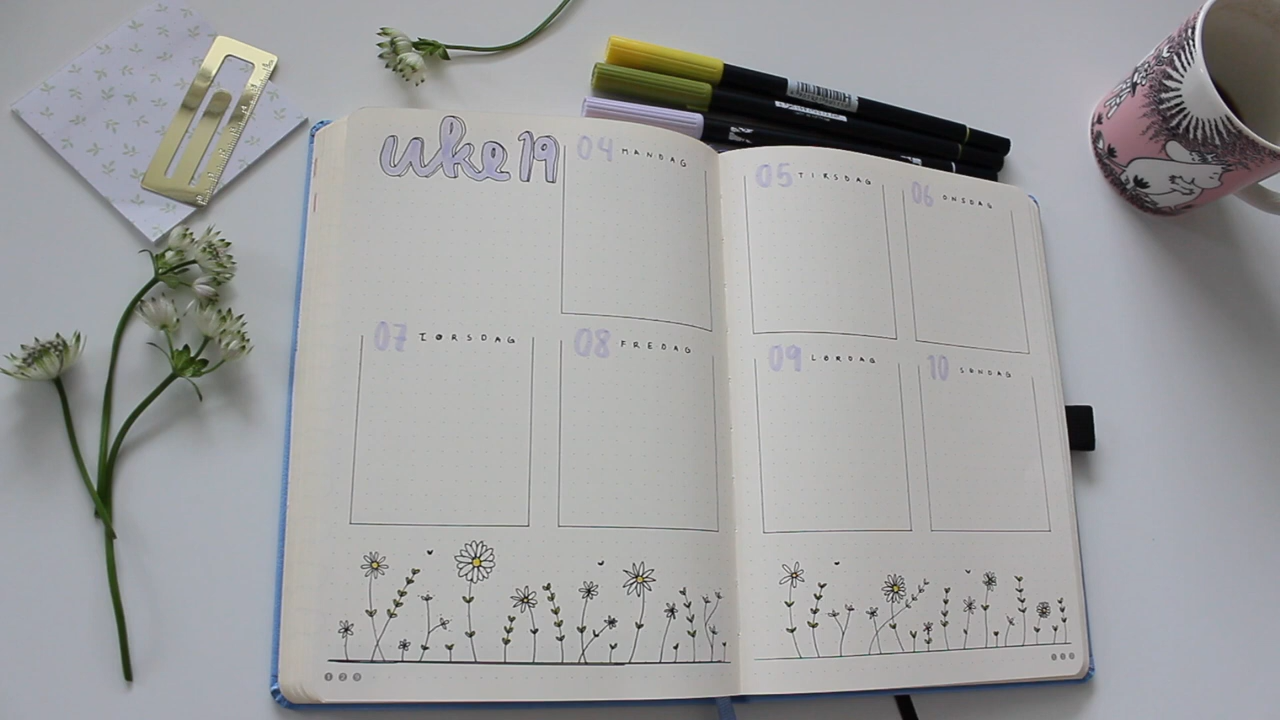 uke 19
04 MANDAG
05 TIRSDAG
06 ONSDAG
07 TORSDAG
08 FREDAG
09 LØRDAG
10 SØNDAG